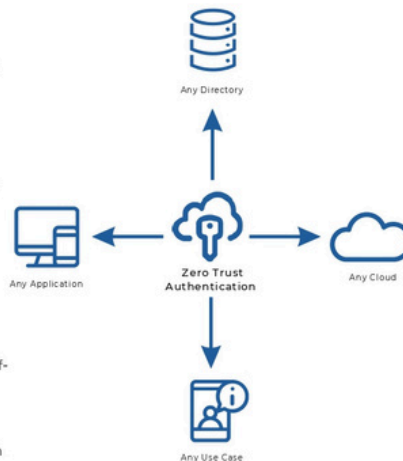 Any Directory
Any Application
Zero Trust
Authentication
Any Cloud
f-
Any Use Case